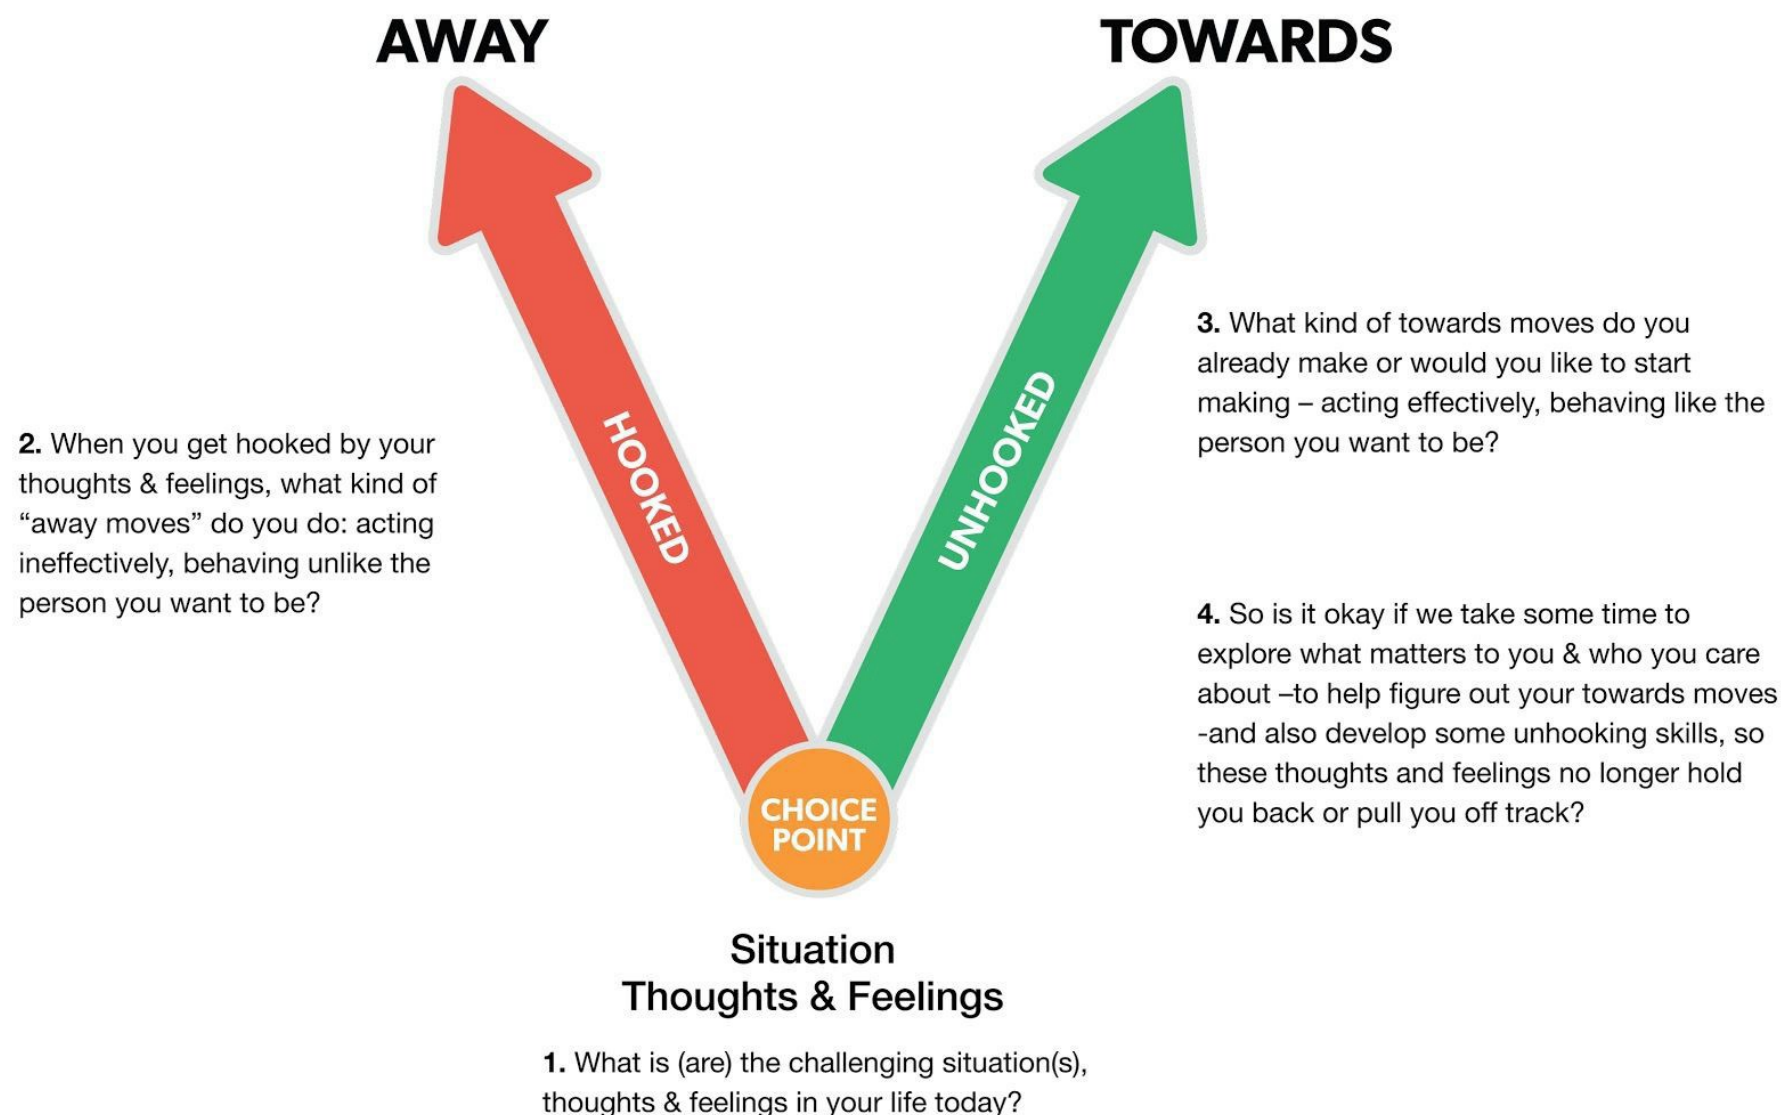 AWAY
TOWARDS
HOOKED
UNHOOKED
2. When you get hooked by your
thoughts & feelings, what kind of
“away moves” do you do: acting
ineffectively, behaving unlike the
person you want to be?
3. What kind of towards moves do you
already make or would you like to start
making – acting effectively, behaving like the
person you want to be?
4. So is it okay if we take some time to
explore what matters to you & who you care
about –to help figure out your towards moves
-and also develop some unhooking skills, so
these thoughts and feelings no longer hold
you back or pull you off track?
CHOICE
POINT
Situation
Thoughts & Feelings
1. What is (are) the challenging situation(s),
thoughts & feelings in your life today?